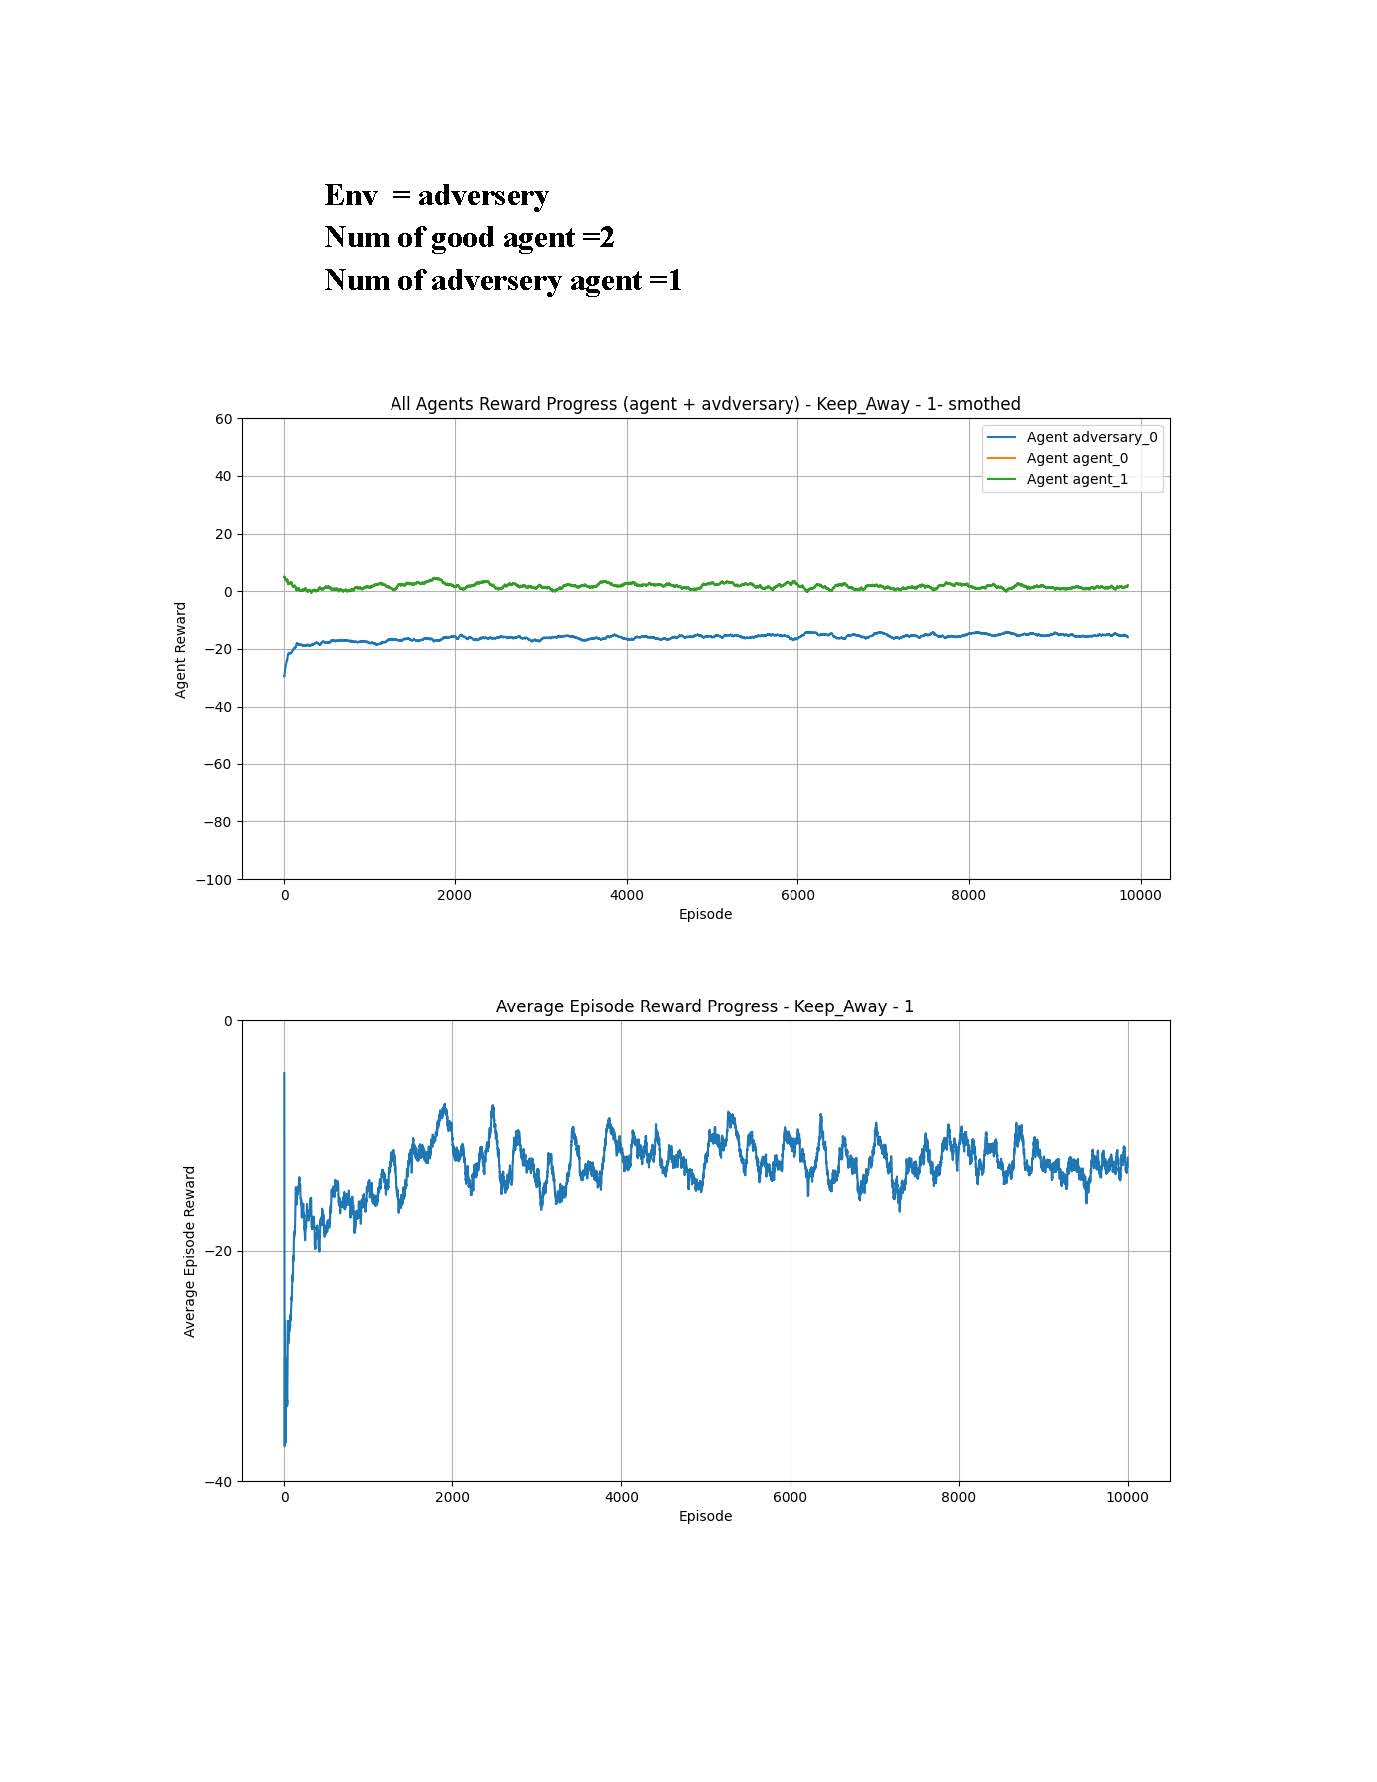 Env = adversery
Num of good agent =2
Num of adversery agent =1
All Agents Reward Progress (agent + avdversary) - Keep_Away - 1- smothed
60
40
20
0
−20
−40
−60
−80
−100
Agent Reward
Agent adversary_0
Agent agent_0
Agent agent_1
0 2000 4000 6000 8000 10000
Episode
Average Episode Reward Progress - Keep_Away - 1
0
−20
−40
Average Episode Reward
0 2000 4000 6000 8000 10000
Episode